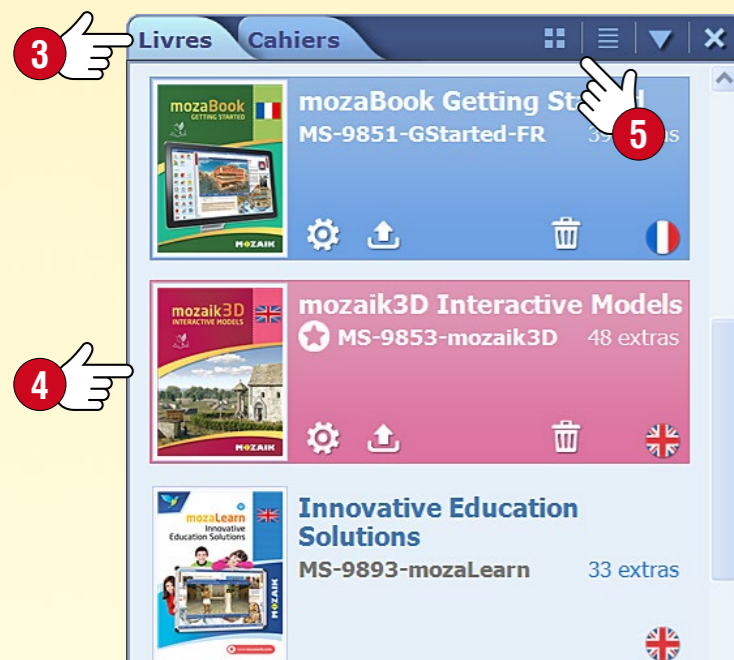 3
Livres Cahiers
mozaBook
GETTING STARTED
MOZAIK
mozaBook Getting
MS-9851-GStarted-FR
5
mozaik3D
INTERACTIVE MODELS
MOZAIK
mozaik3D Interactive Models
MS-9853-mozaik3D 48 extras
4
mozaLearn
Innovative
Education Solutions
MOZAIK
Innovative Education
Solutions
MS-9893-mozaLearn 33 extras